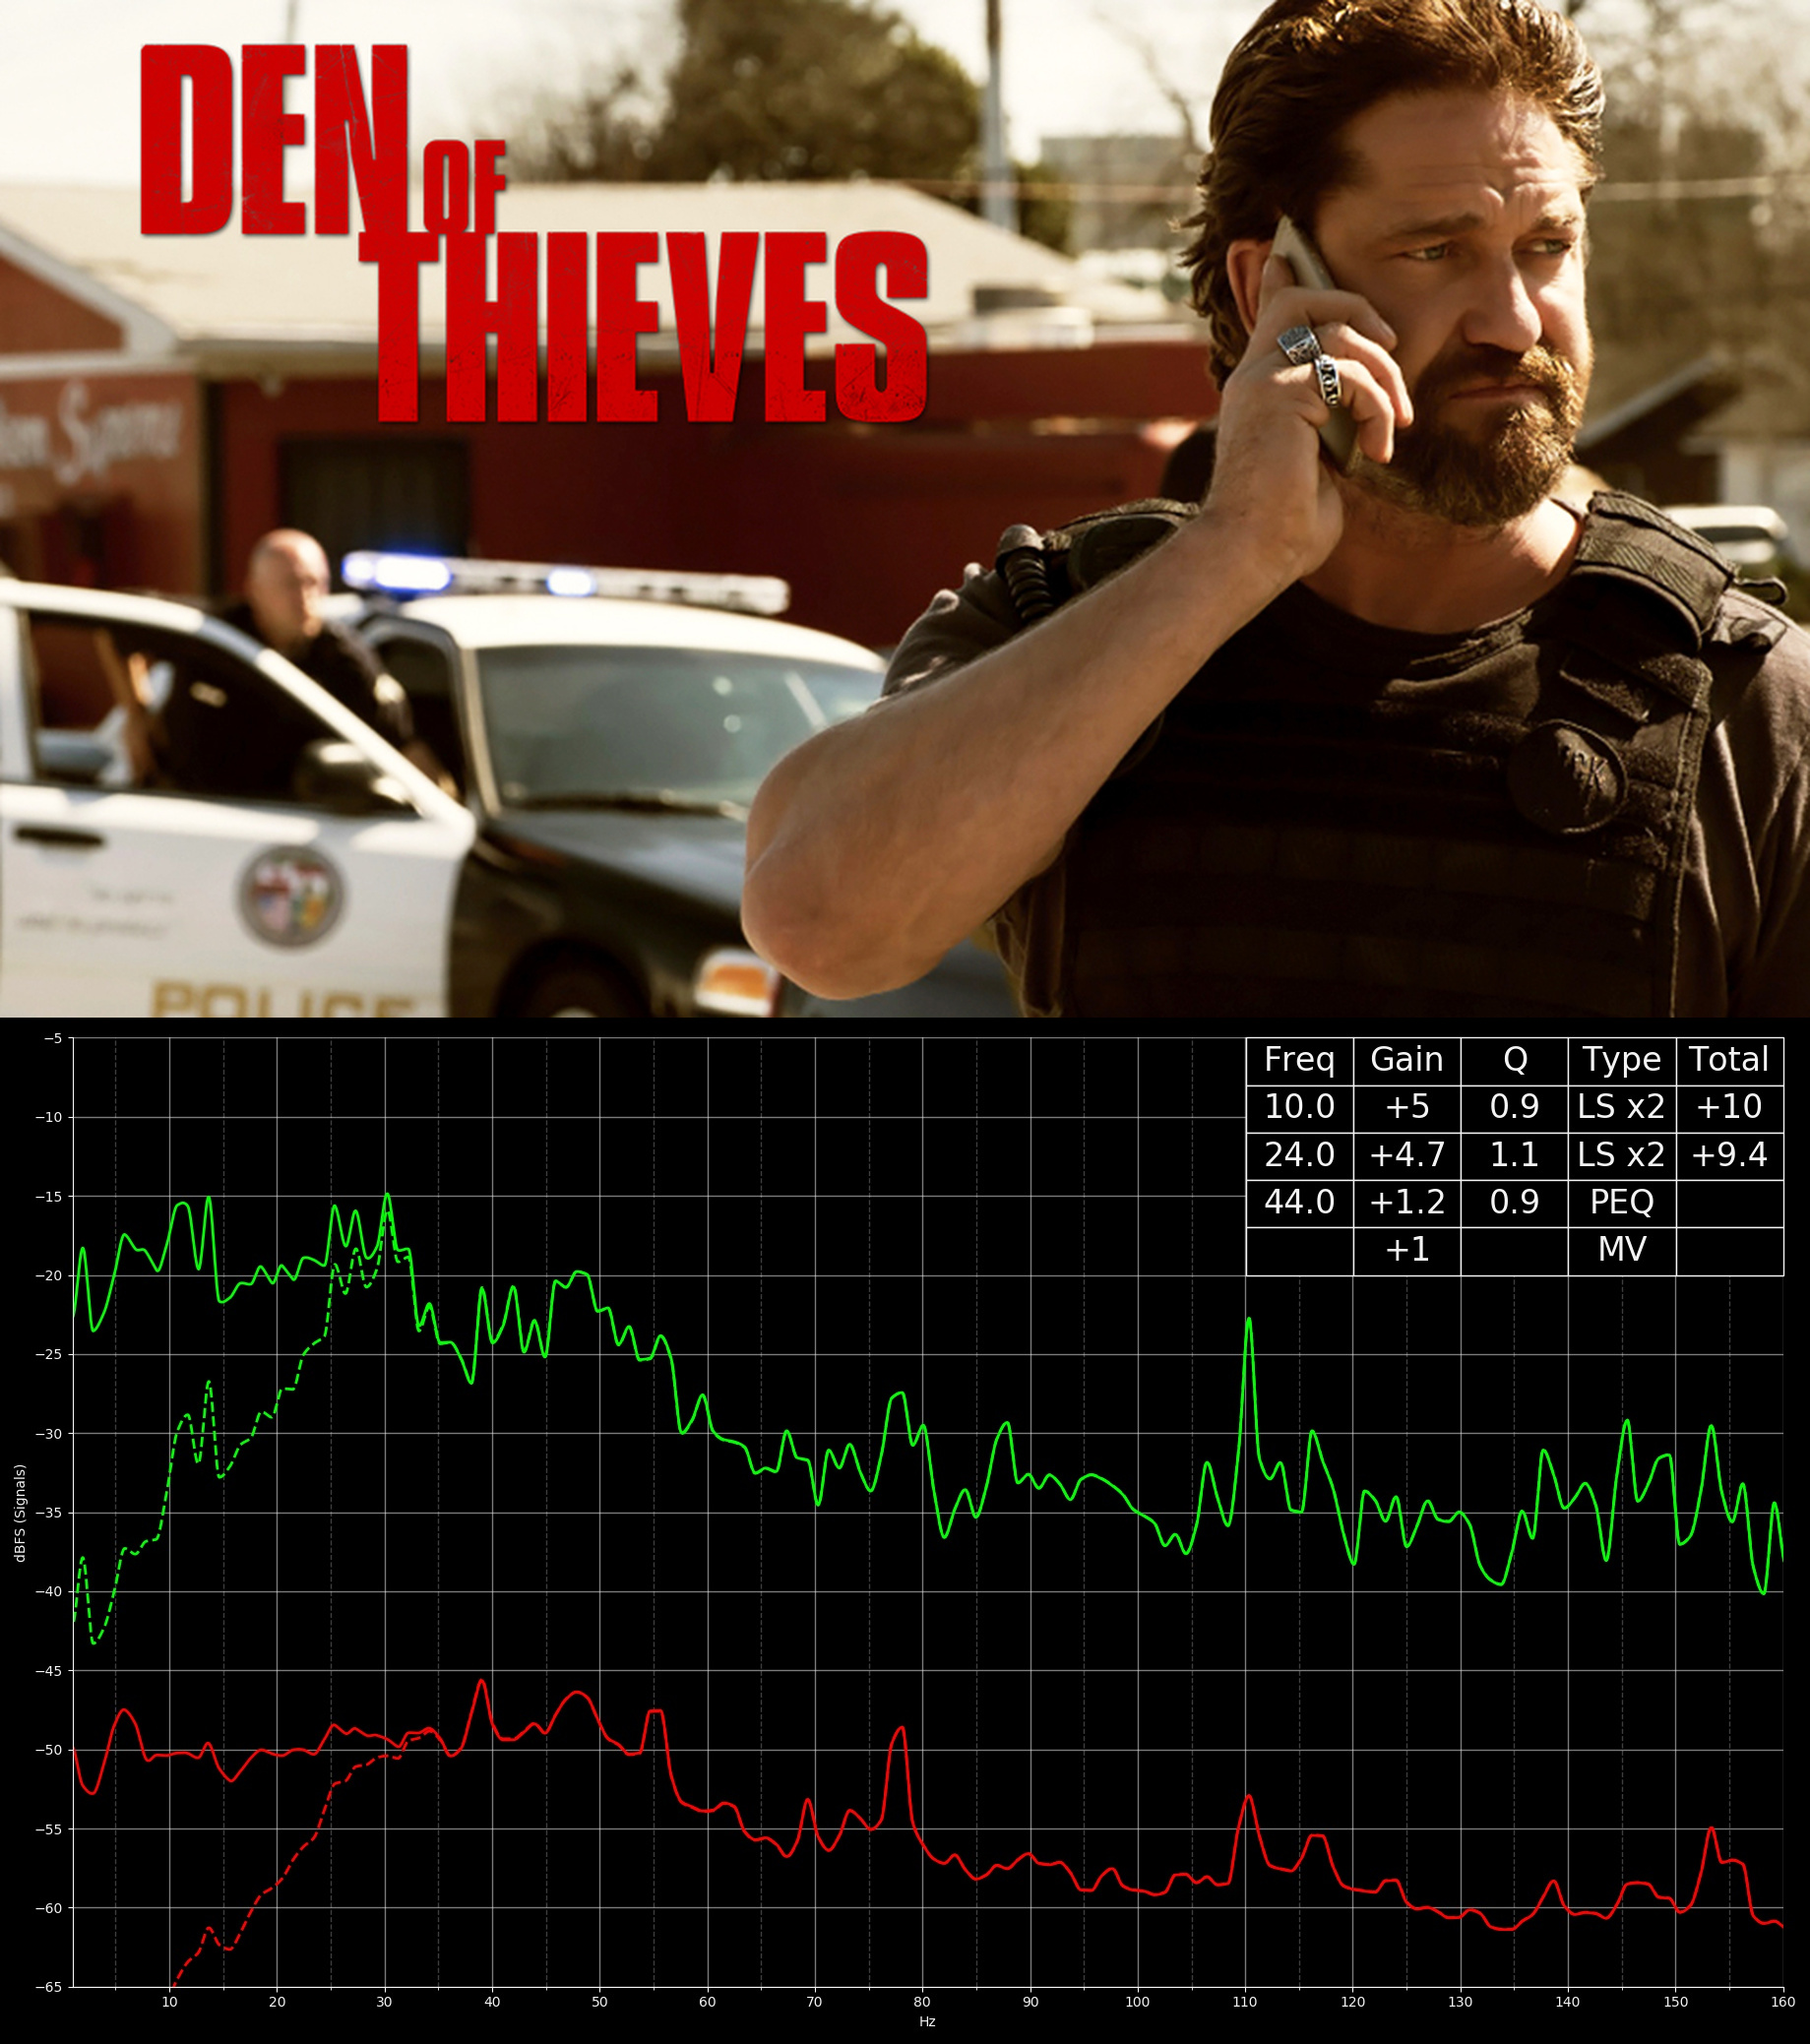 DEN OF
THIEVES
POLICE
Freq Gain Q Type Total
10.0 +5 0.9 LS x2 +10
24.0 +4.7 1.1 LS x2 +9.4
44.0 +1.2 0.9 PEQ
+1 MV
−5
−10
−15
−20
−25
−30
−35
−40
−45
−50
−55
−60
−65
dBFS (Signals)
10 20 30 40 50 60 70 80 90 100 110 120 130 140 150 160
Hz